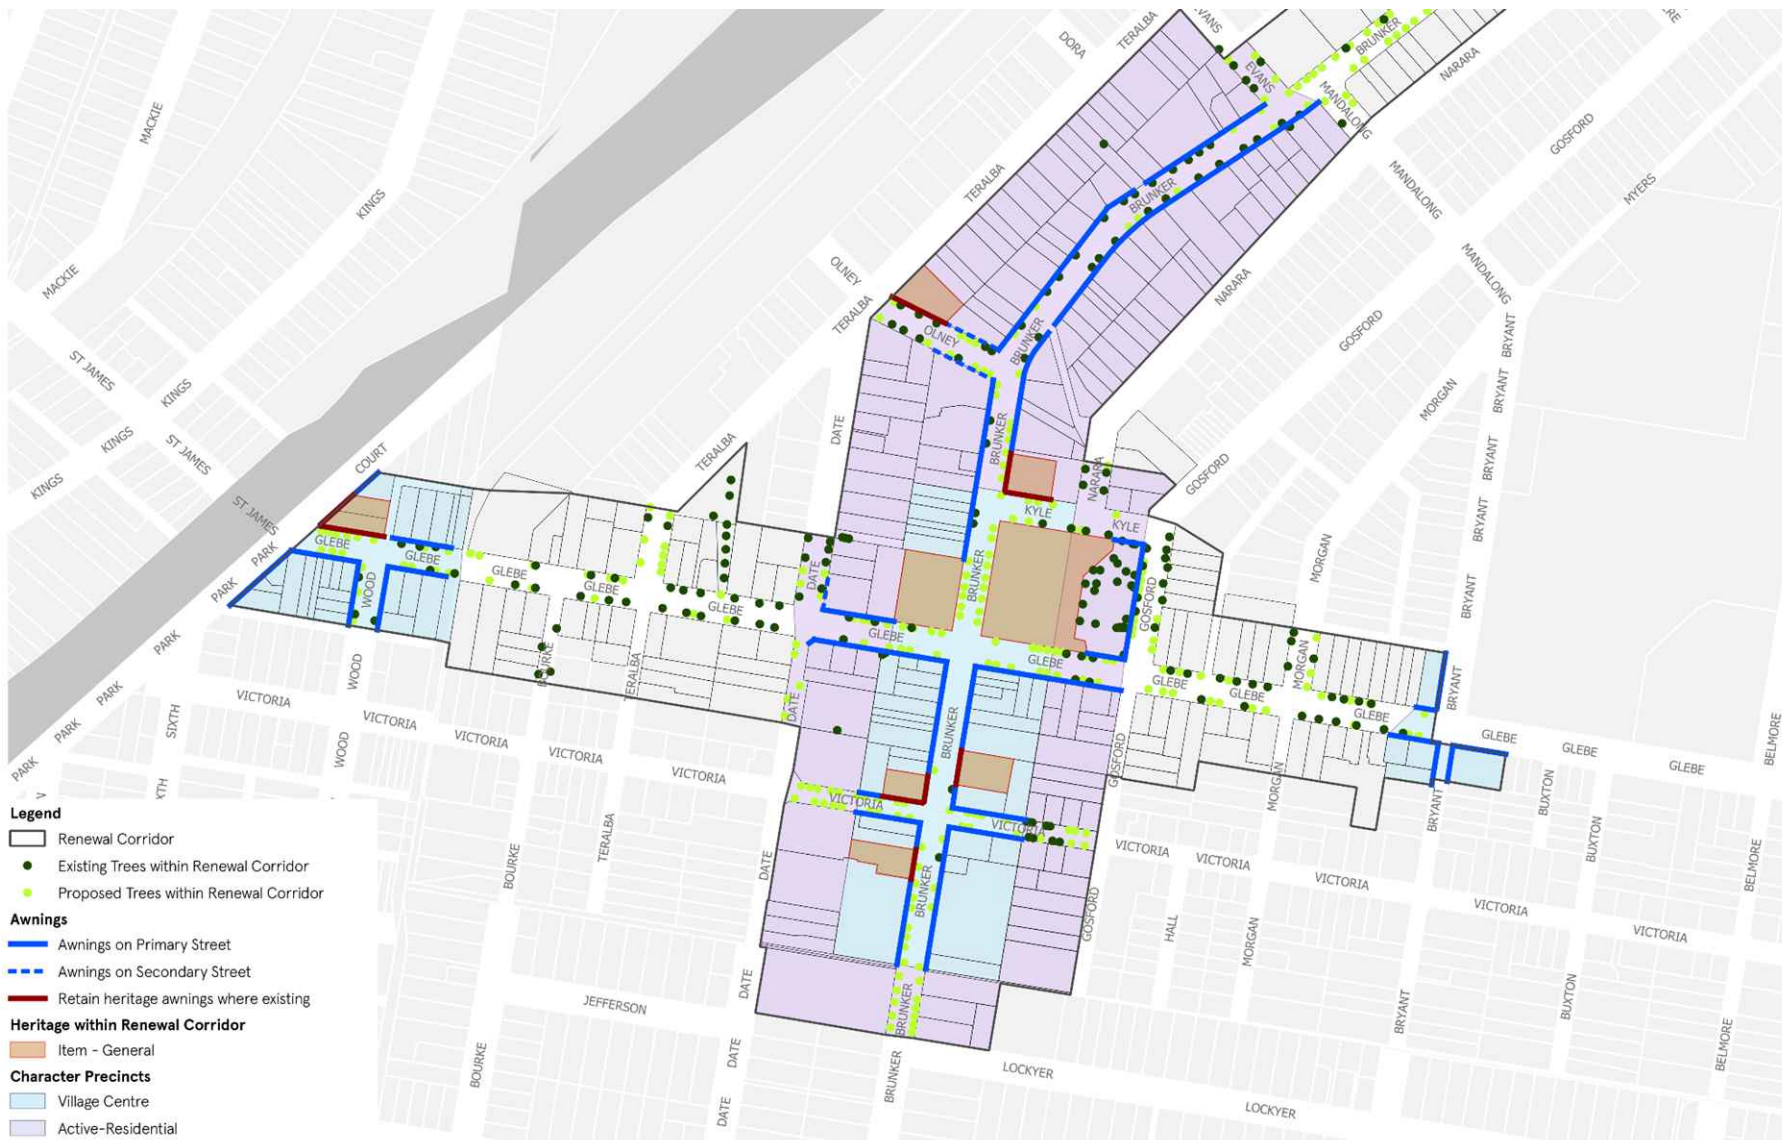 EVANS
TERALBA
DORA
BRUNKER
NARARA
EVANS
MACKIE
MANDALONG
GOSFORD
TERALBA
BRUNKER
MANDALONG
MYERS
KINGS
MACKIE
OLNEY
TERALBA
OLNEY
BRUNKER
NARARA
GOSFORD
MANDALONG
BRYANT
ST JAMES
KINGS
MORGAN
BRYANT
KINGS
ST JAMES
COURT
TERALBA
DATE
BRUNKER
NARARA
GOSFORD
BRYANT
KINGS
ST JAMES
PARK
GLEBE
GLEBE
KYLE
KYLE
BRYANT
MORGAN
PARK
WOOD
GLEBE
GLEBE
GLEBE
DATE
BRUNKER
GOSFORD
BRYANT
PARK
WOOD
BOURKE
TERALBA
GLEBE
GLEBE
MORGAN
GLEBE
GLEBE
GLEBE
BRYANT
PARK
VICTORIA
SIXTH
VICTORIA
VICTORIA
VICTORIA
VICTORIA
DATE
BRUNKER
GOSFORD
GLEBE
GLEBE
GLEBE
BELMORE
PARK
PARK
WOOD
XTH
VICTORIA
VICTORIA
MORGAN
BRYANT
BUXTON
BUXTON
TERALBA
BOURKE
DATE
BRUNKER
GOSFORD
VICTORIA
VICTORIA
VICTORIA
VICTORIA
VICTORIA
BELMORE
HALL
MORGAN
JEFFERSON
DATE
BRUNKER
BRYANT
BUXTON
BELMORE
BOURKE
DATE
DATE
BRUNKER
LOCKYER
LOCKYER
Legend
Renewal Corridor
Existing Trees within Renewal Corridor
Proposed Trees within Renewal Corridor
Awnings
Awnings on Primary Street
Awnings on Secondary Street
Retain heritage awnings where existing
Heritage within Renewal Corridor
Item - General
Character Precincts
Village Centre
Active-Residential